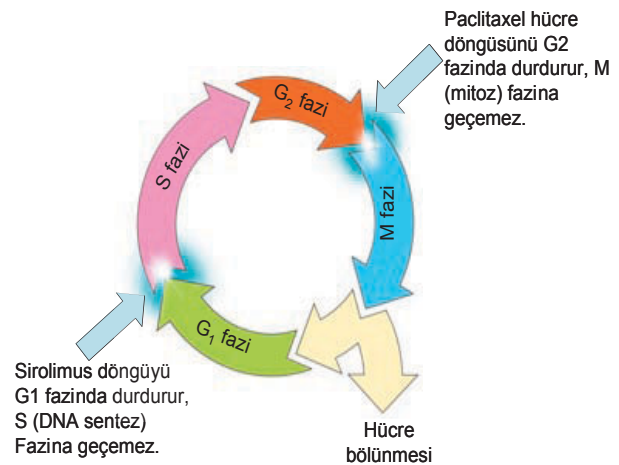 Paclitaxel hücre
döngüsünü G2
fazinda durdurur, M
(mitoz) fazina
geçemez.
G2 fazi
S fazi
M fazi
G1 fazi
Sirolimus döngüyü
G1 fazinda durdurur,
S (DNA sentez)
Fazina geçemez.
Hücre
bölünmesi